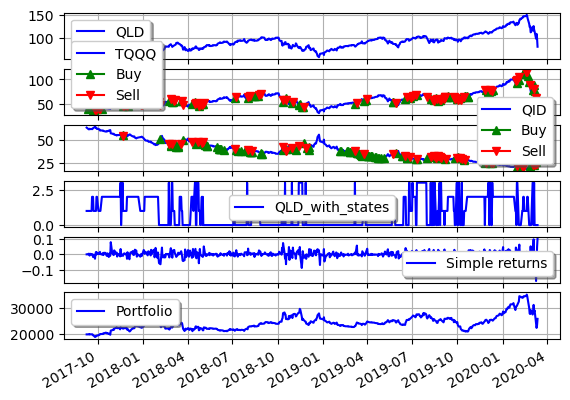 150
100
QLD
TQQQ
Buy
Sell
100
50
QID
Buy
Sell
50
25
2.5
0.0
QLD_with_states
0.1
0.0
−0.1
Simple returns
30000
20000
Portfolio
2017-10
2018-01
2018-04
2018-07
2018-10
2019-01
2019-04
2019-07
2019-10
2020-01
2020-04